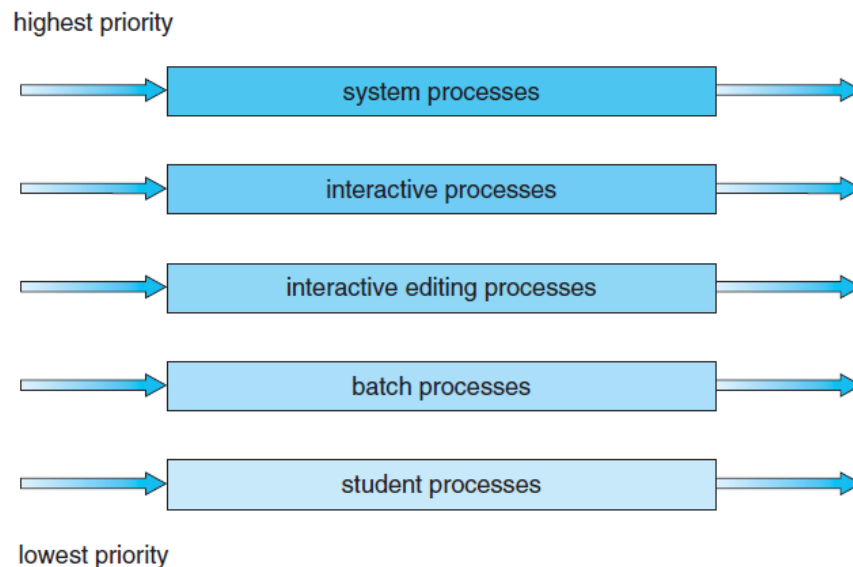 highest priority
system processes
interactive processes
interactive editing processes
batch processes
student processes
lowest priority